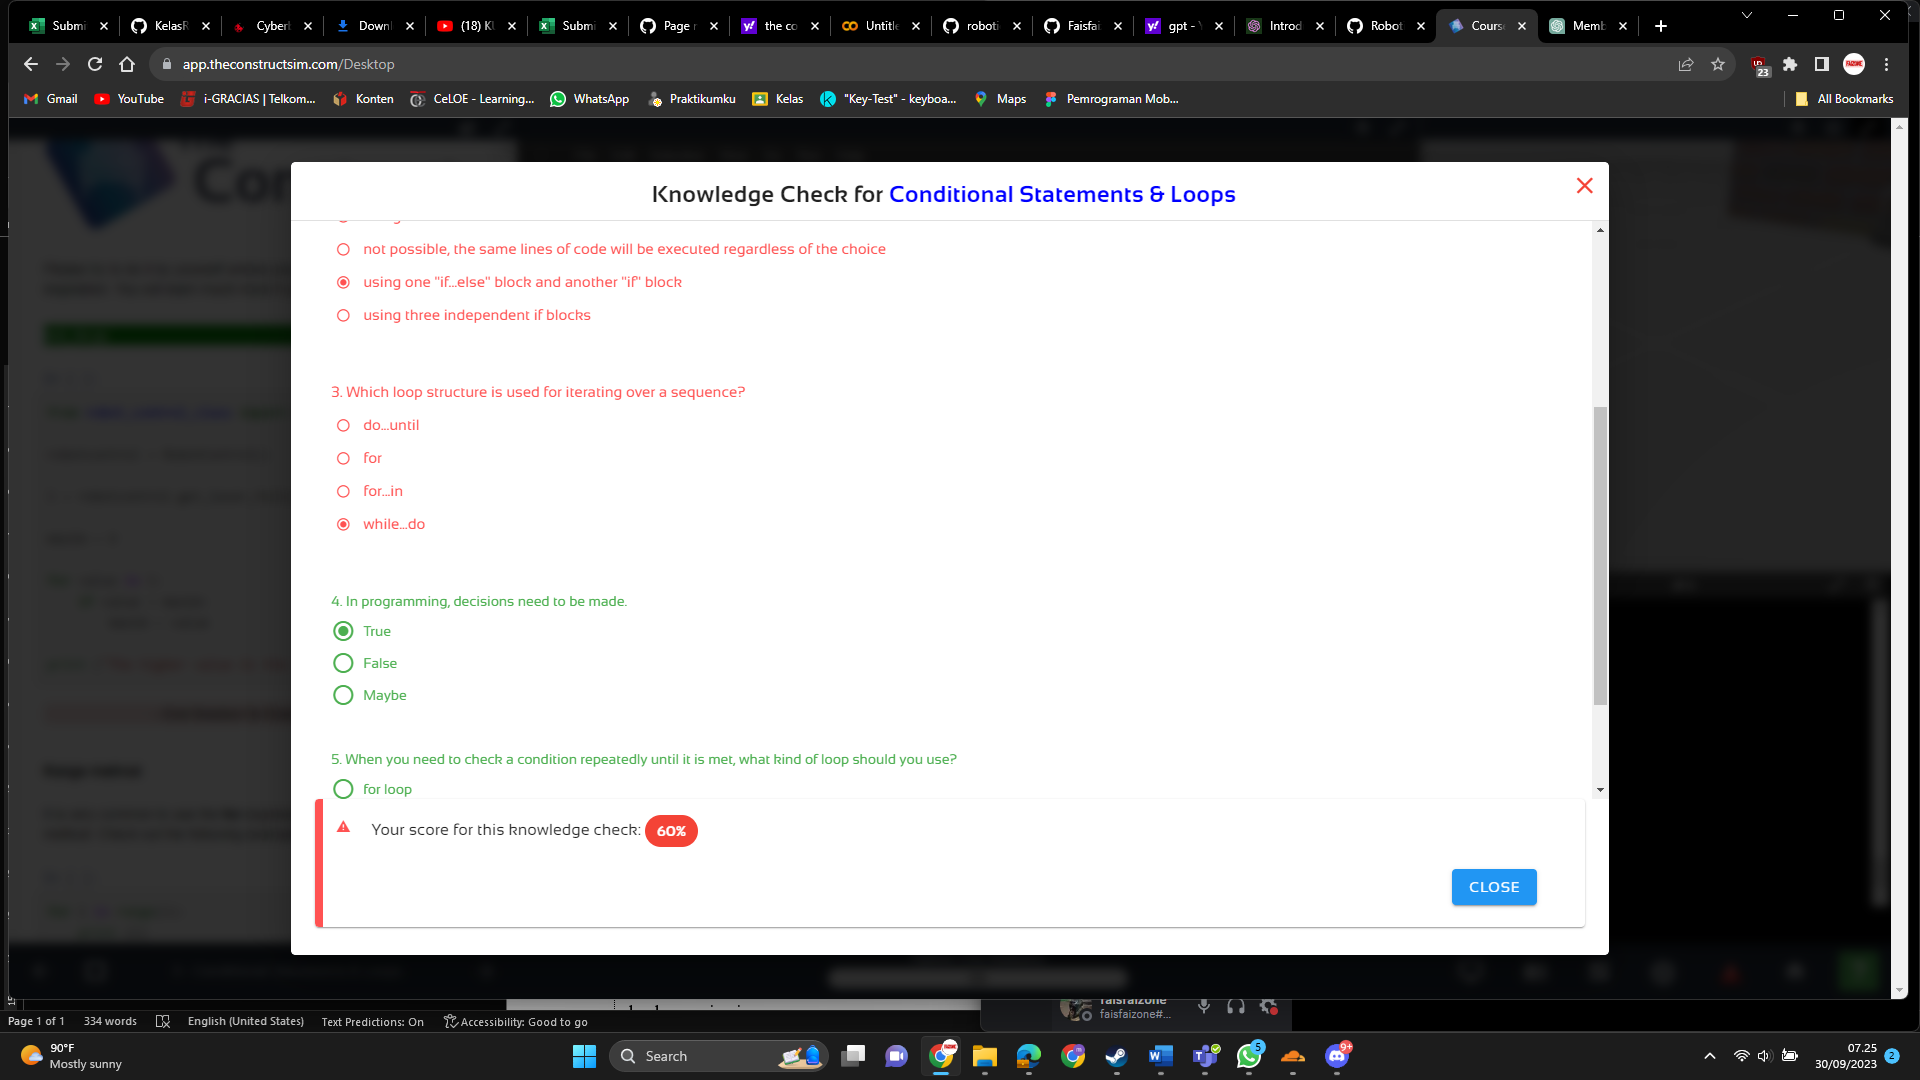 Submi
KelasR
Cyberl
Downl
(18) KU
Submi
Page n
the co
Untitle
roboti
Faisfai
gpt - Y
Introd
Robot
Cours
Memb
app.theconstructsim.com/Desktop
23
Gmail
YouTube
i-GRACIAS | Telkom...
Konten
CeLOE - Learning...
WhatsApp
Praktikumku
Kelas
"Key-Test" - keyboa...
Maps
Pemrograman Mob...
All Bookmarks
Knowledge Check for Conditional Statements & Loops
not possible, the same lines of code will be executed regardless of the choice
using one "if...else" block and another "if" block
using three independent if blocks
3. Which loop structure is used for iterating over a sequence?
do...until
for
for...in
while...do
4. In programming, decisions need to be made.
True
False
Maybe
5. When you need to check a condition repeatedly until it is met, what kind of loop should you use?
for loop
Your score for this knowledge check: 60%
CLOSE
faisfaizone
faisfaizone#...
Page 1 of 1
334 words
English (United States)
Text Predictions: On
Accessibility: Good to go
90°F
Mostly sunny
Search
5
9+
07.25
30/09/2023
2